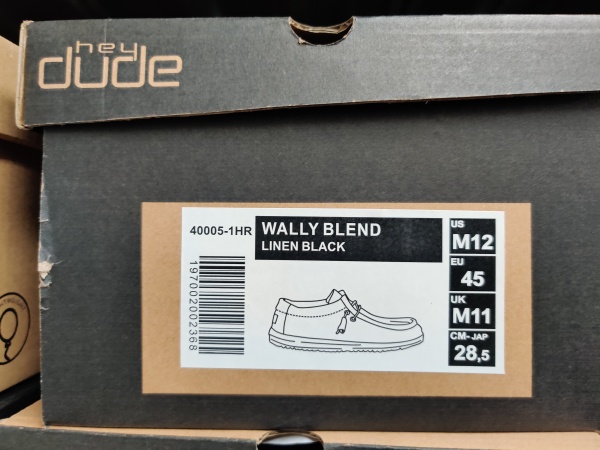 hey
dude
40005-1HR
WALLY BLEND
LINEN BLACK
197002002368
US
M12
EU
45
UK
M11
CM-JAP
28,5